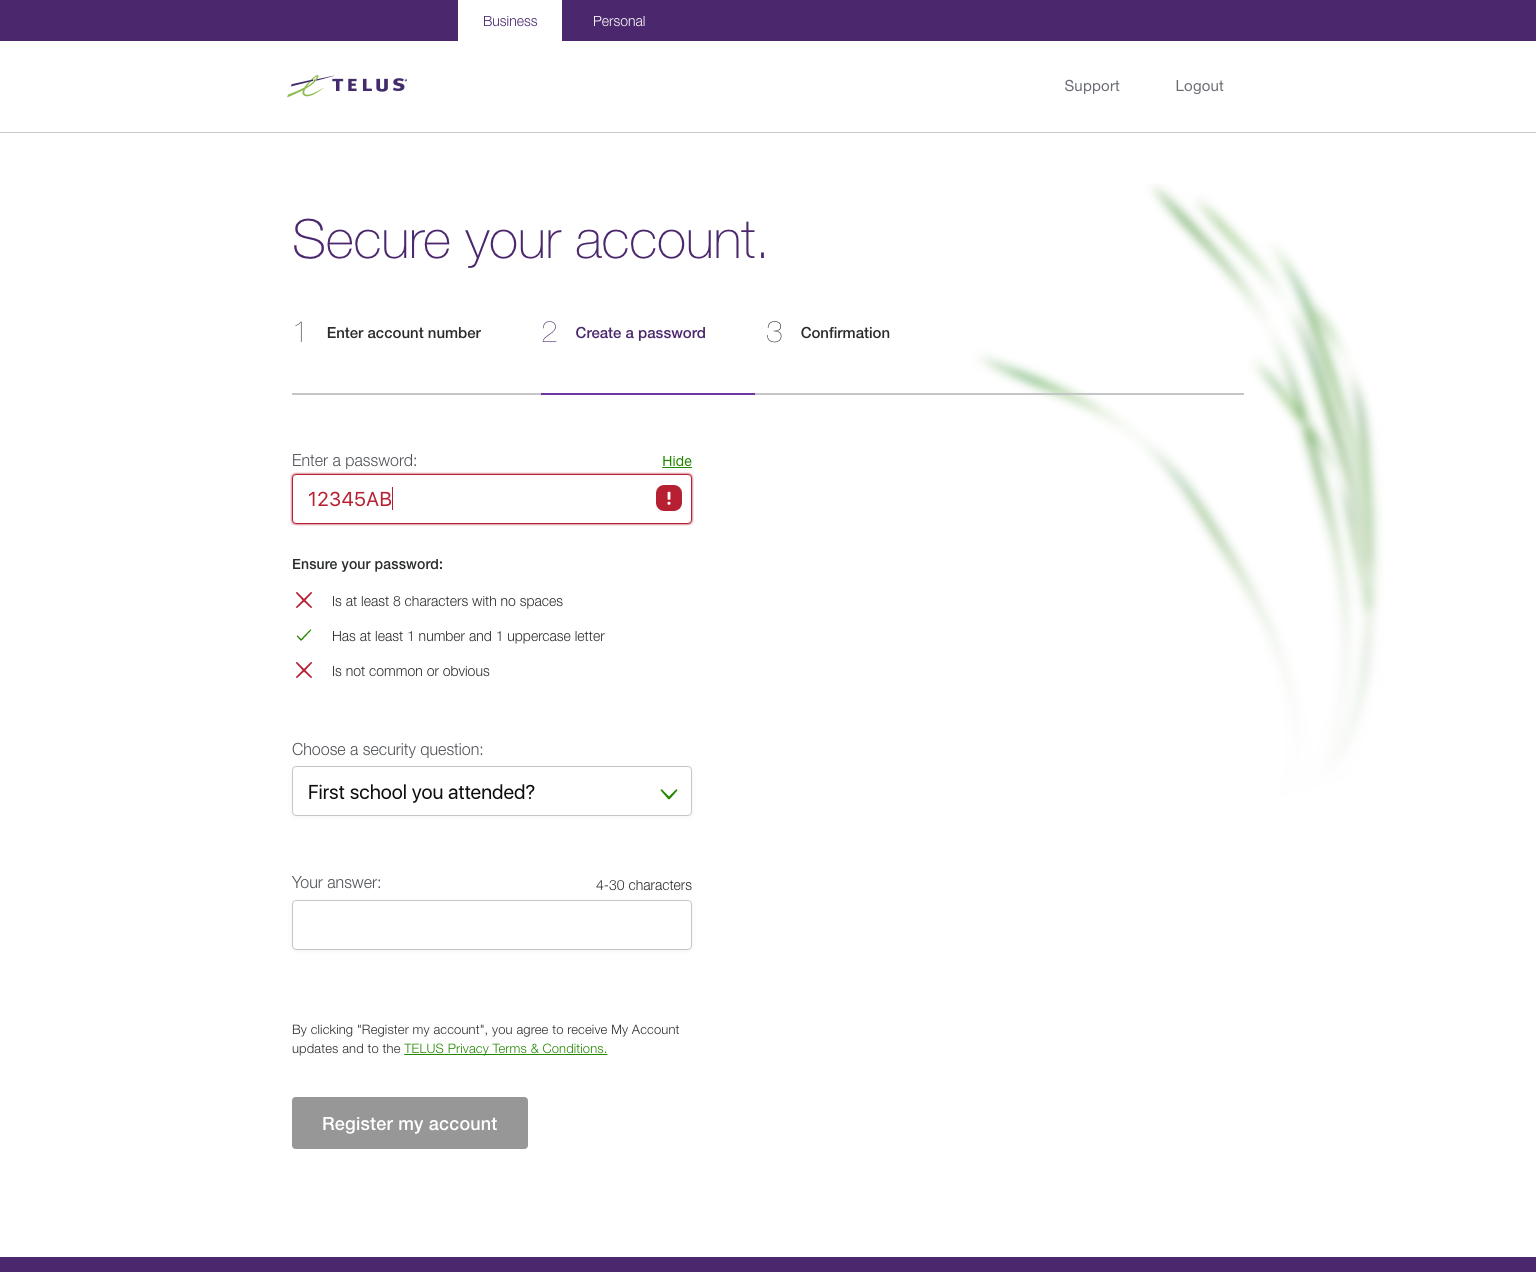 Business
Personal
TELUS
Support
Logout
Secure your account.
1 Enter account number
2 Create a password
3 Confirmation
Enter a password:
Hide
12345AB
Ensure your password:
Is at least 8 characters with no spaces
Has at least 1 number and 1 uppercase letter
Is not common or obvious
Choose a security question:
First school you attended?
Your answer:
4-30 characters
By clicking "Register my account", you agree to receive My Account
updates and to the TELUS Privacy Terms & Conditions.
Register my account